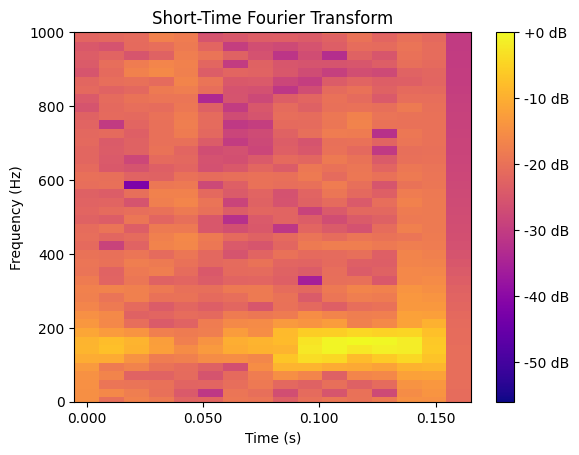 Short-Time Fourier Transform
1000
800
600
400
200
0
Frequency (Hz)
0.000
0.050
0.100
0.150
Time (s)
+0 dB
-10 dB
-20 dB
-30 dB
-40 dB
-50 dB